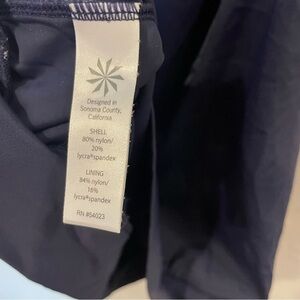 Designed in
Sonoma County,
California
SHELL
80% nylon/
20%
lycra®spandex
LINING
84% nylon/
16%
lycra®spandex
RN #54023